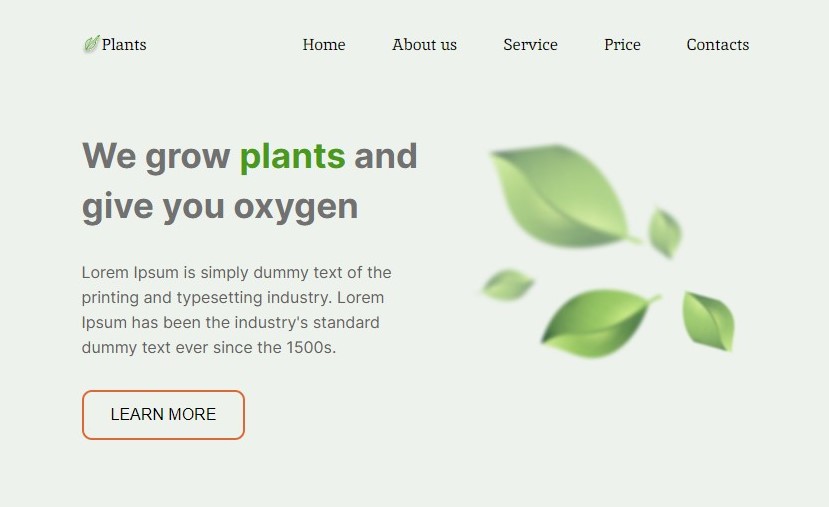 Plants Home About us Service Price Contacts
We grow plants and
give you oxygen
Lorem Ipsum is simply dummy text of the
printing and typesetting industry. Lorem
Ipsum has been the industry's standard
dummy text ever since the 1500s.
LEARN MORE